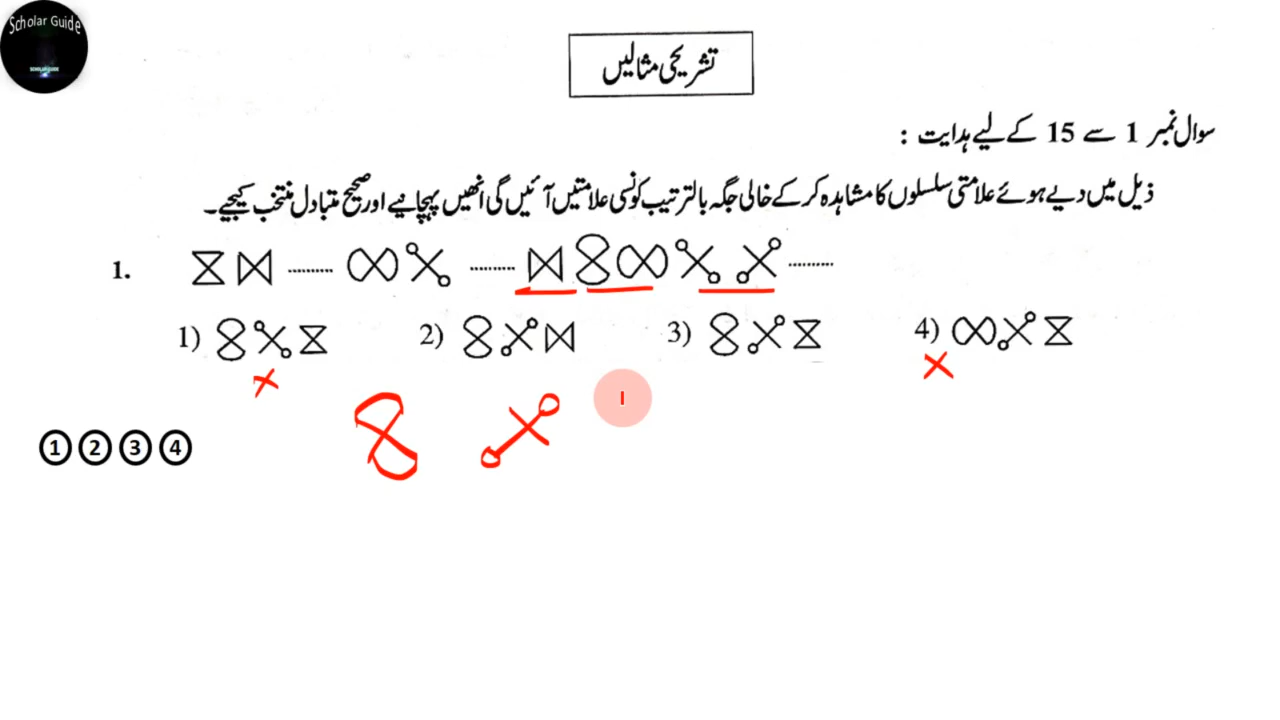 Scholar Guide
SCHOLAR GUIDE
تشریحی مثالیں
سوال نمبر 1 سے 15 کے لیے ہدایت :
ذیل میں دیے ہوئے علامتی سلسلوں کا مشاہدہ کر کے خالی جگہ بالترتیب کونسی علامتیں آئیں گی انھیں پہچانیے اور صحیح متبادل منتخب کیجیے۔
1. .......... .......... ..........
1) 2) 3) 4)
1 2 3 4